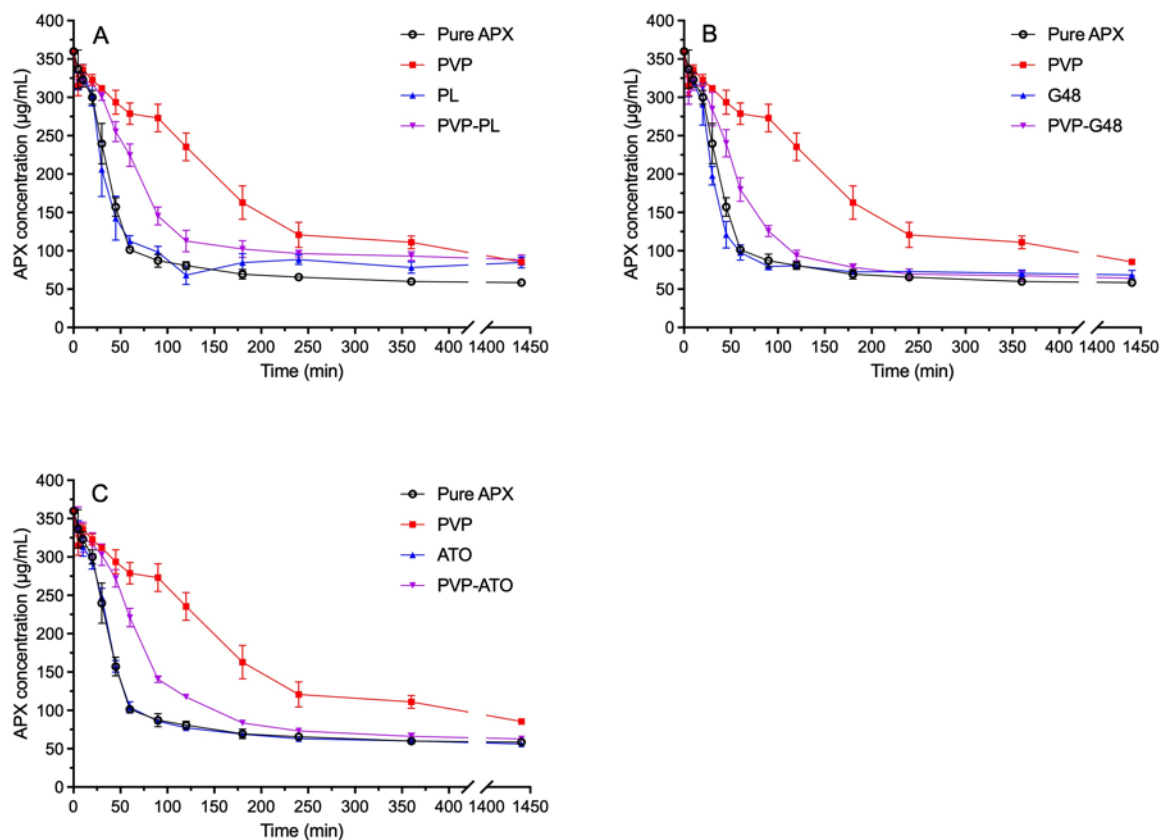 A
Pure APX
PVP
PL
PVP-PL
APX concentration (µg/mL)
400
350
300
250
200
150
100
50
0
0 50 100 150 200 250 300 350 400 1400 1450
Time (min)
B
Pure APX
PVP
G48
PVP-G48
APX concentration (µg/mL)
400
350
300
250
200
150
100
50
0
0 50 100 150 200 250 300 350 400 1400 1450
Time (min)
C
Pure APX
PVP
ATO
PVP-ATO
APX concentration (µg/mL)
400
350
300
250
200
150
100
50
0
0 50 100 150 200 250 300 350 400 1400 1450
Time (min)